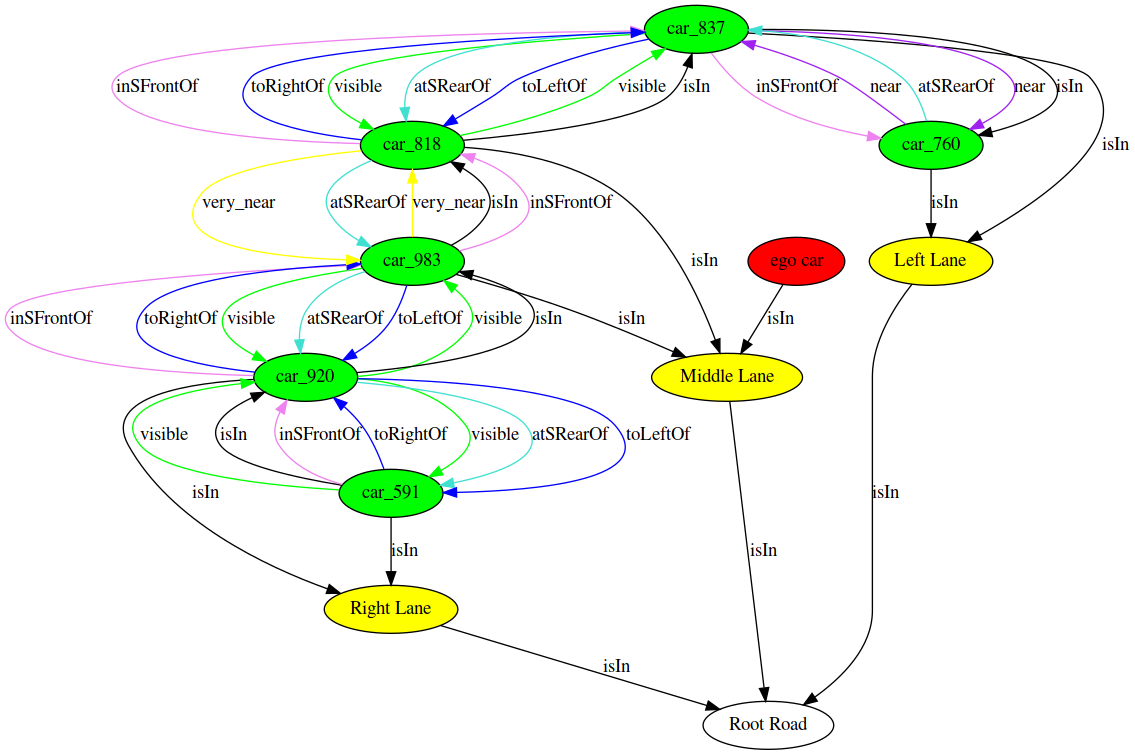 car_837
inSFrontOf
toRightOf
visible
atSRearOf
toLeftOf
visible
isIn
inSFrontOf
near
atSRearOf
near
isIn
car_818
car_760
isIn
very_near
atSRearOf
very_near
isIn
inSFrontOf
isIn
car_983
isIn
ego car
Left Lane
inSFrontOf
toRightOf
visible
atSRearOf
toLeftOf
visible
isIn
isIn
isIn
car_920
Middle Lane
visible
isIn
inSFrontOf
toRightOf
visible
atSRearOf
toLeftOf
isIn
car_591
isIn
isIn
isIn
Right Lane
isIn
Root Road